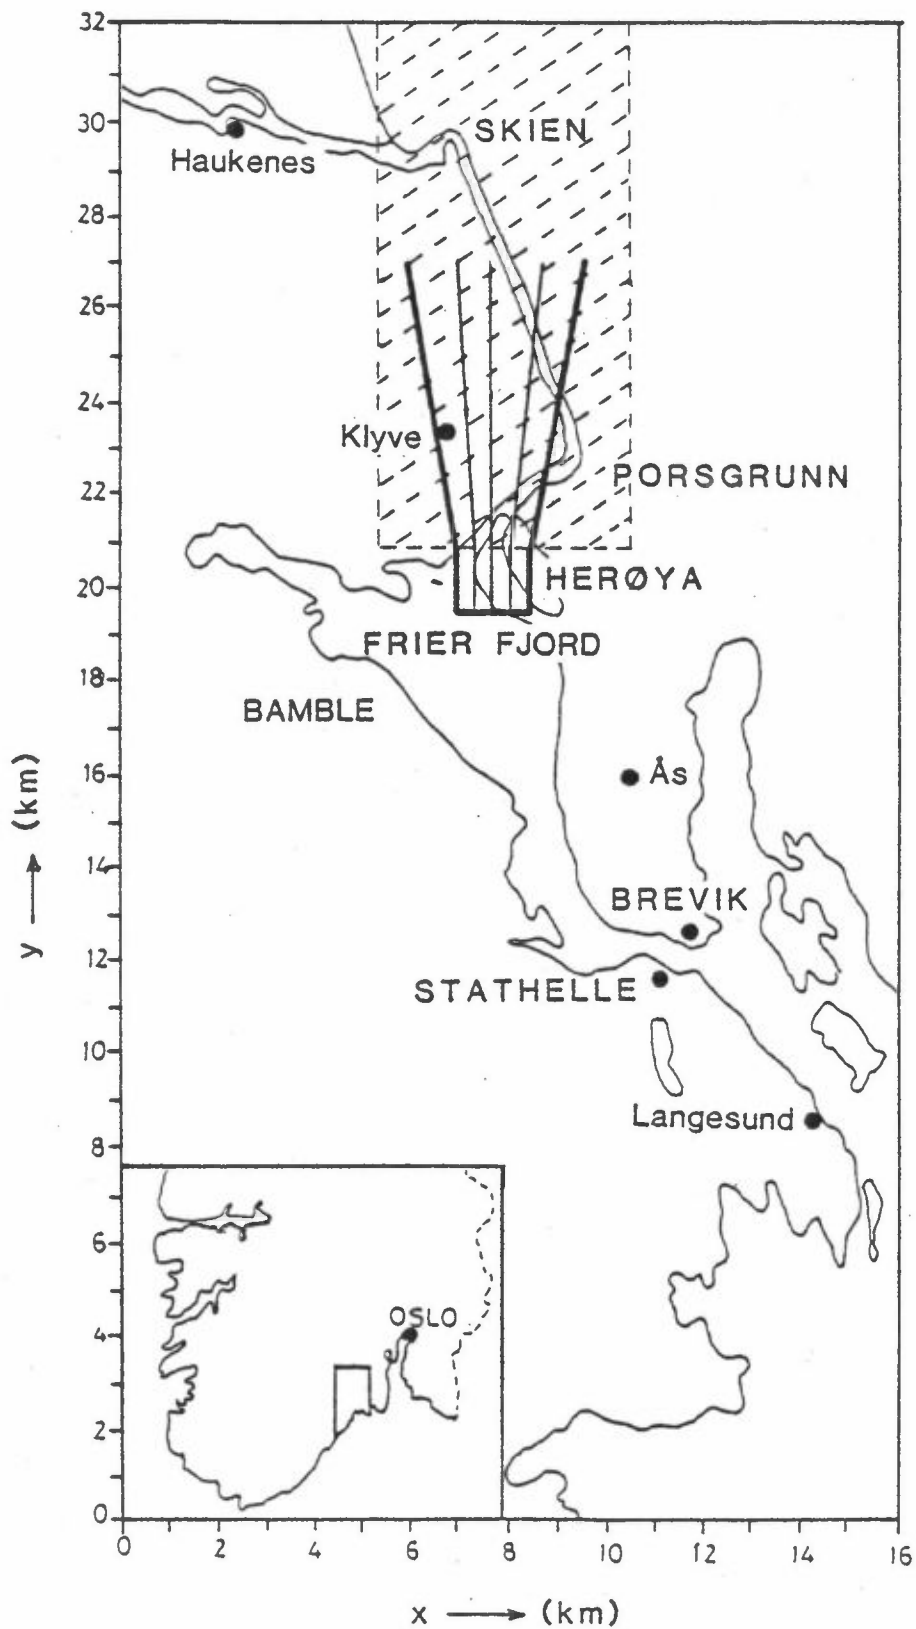 32
30
28
26
24
22
20
18
16
14
12
10
8
6
4
2
0
y → (km)
SKIEN
Haukenes
Klyve
PORSGRUNN
HERØYA
FRIER FJORD
BAMBLE
Ås
BREVIK
STATHELLE
Langesund
OSLO
0 2 4 6 8 10 12 14 16
x → (km)